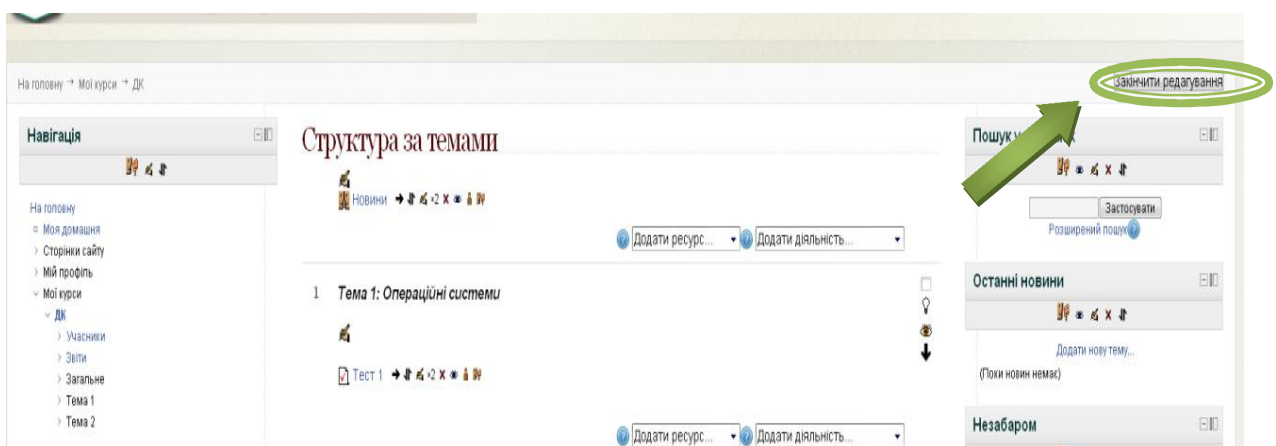 На головну → Мої курси → ДК
Закінчити редагування
Навігація
На головну
Моя домашня
Сторінки сайту
Мій профіль
Мої курси
ДК
Учасники
Звіти
Загальне
Тема 1
Тема 2
Структура за темами
Новини
×2
Додати ресурс...
Додати діяльність...
1 Тема 1: Операційні системи
Тест 1
×2
Додати ресурс...
Додати діяльність...
Пошук
Застосувати
Розширений пошук
Останні новини
Додати нову тему...
(Поки новин немає)
Незабаром